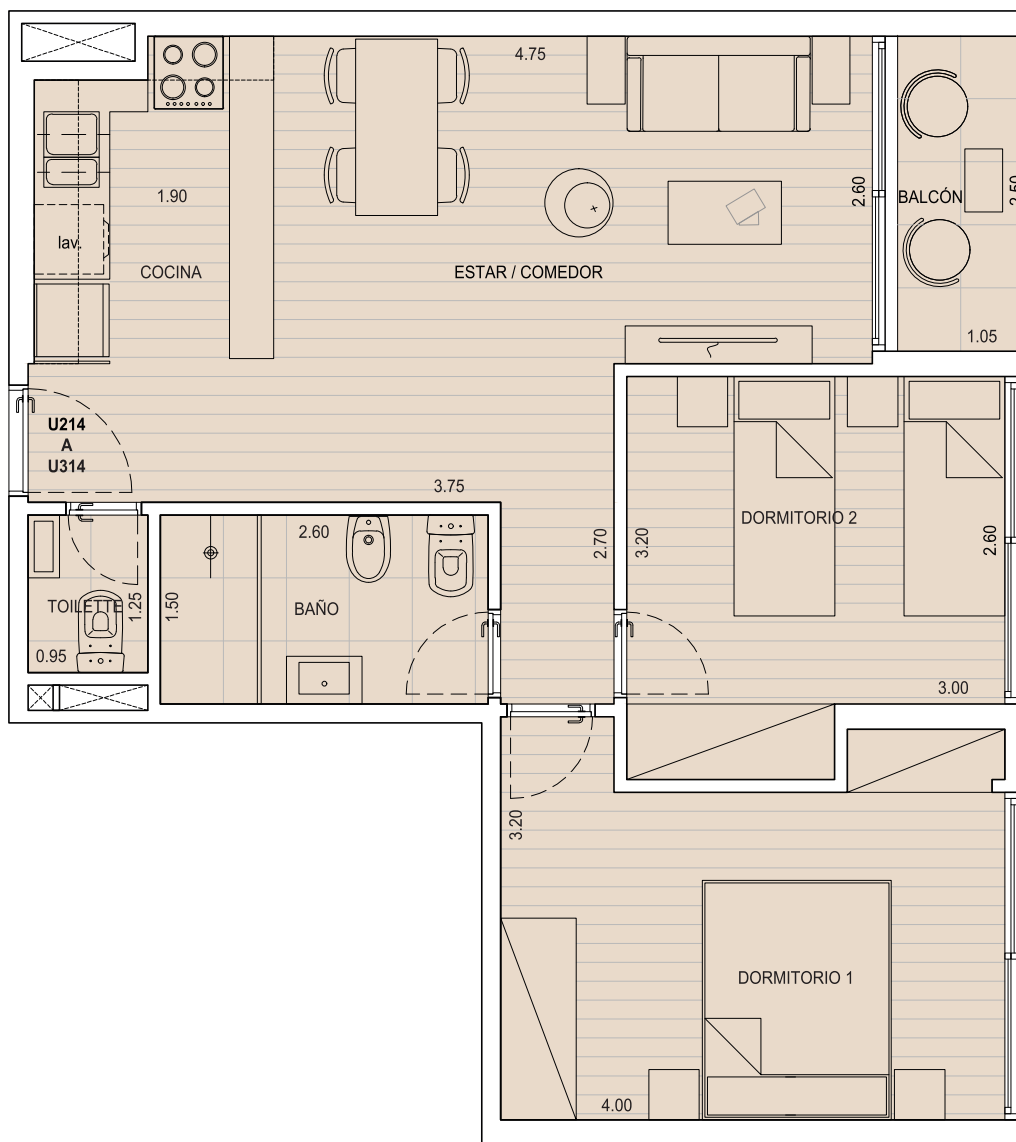 4.75
1.90
2.60
BALCÓN
2.50
lav.
COCINA
ESTAR / COMEDOR
1.05
U214
A
U314
3.75
2.60
2.70
3.20
DORMITORIO 2
2.60
TOILETTE
1.25
1.50
BAÑO
0.95
3.00
3.20
DORMITORIO 1
4.00